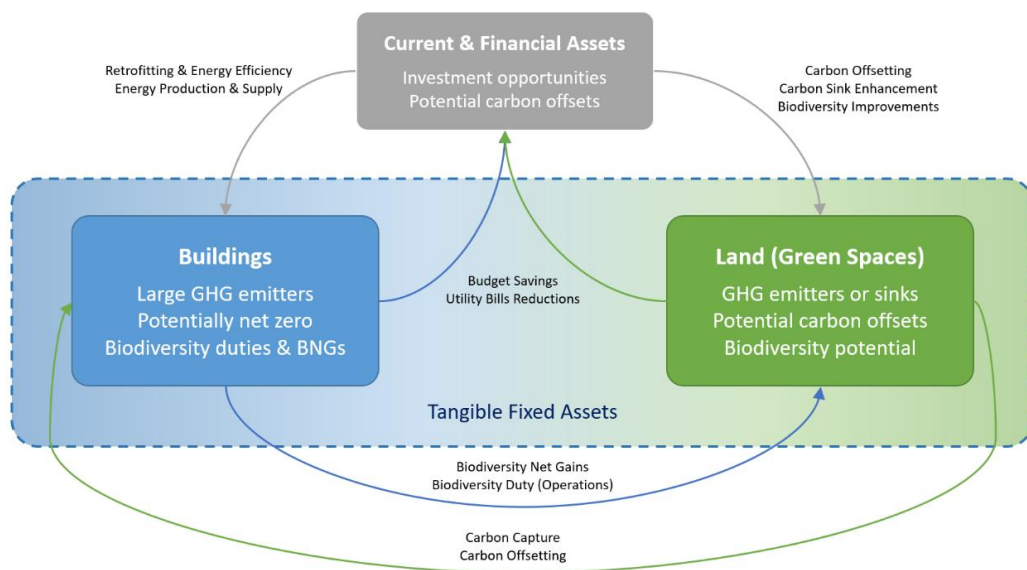 Current & Financial Assets
Investment opportunities
Potential carbon offsets
Retrofitting & Energy Efficiency
Energy Production & Supply
Carbon Offsetting
Carbon Sink Enhancement
Biodiversity Improvements
Buildings
Large GHG emitters
Potentially net zero
Biodiversity duties & BNGs
Budget Savings
Utility Bills Reductions
Land (Green Spaces)
GHG emitters or sinks
Potential carbon offsets
Biodiversity potential
Tangible Fixed Assets
Biodiversity Net Gains
Biodiversity Duty (Operations)
Carbon Capture
Carbon Offsetting